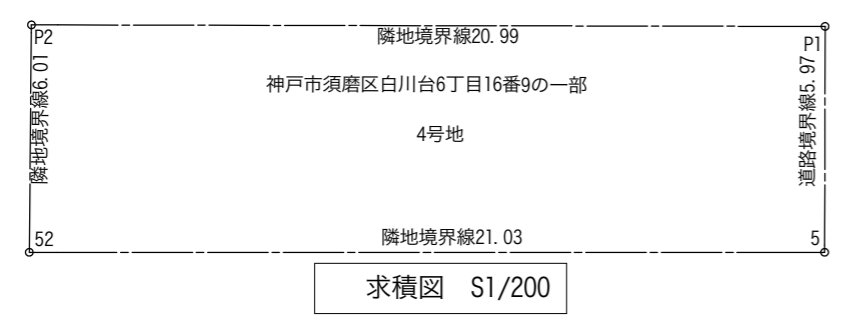 P2
隣地境界線20.99
P1
隣地境界線6.01
神戸市須磨区白川台6丁目16番9の一部
道路境界線5.97
4号地
52
隣地境界線21.03
5
求積図 S1/200